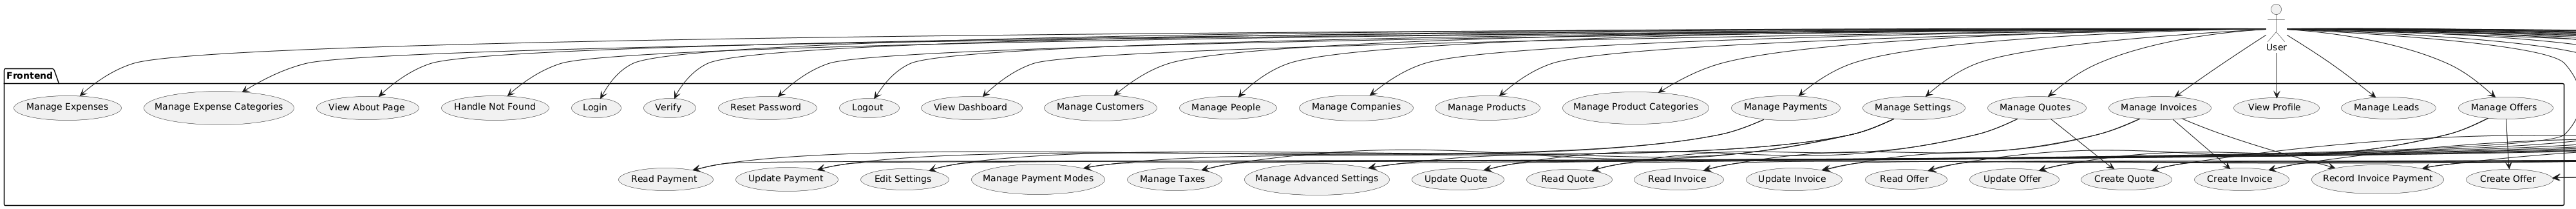 User
Frontend
Manage Expenses
Manage Expense Categories
View About Page
Handle Not Found
Login
Verify
Reset Password
Logout
View Dashboard
Manage Customers
Manage People
Manage Companies
Manage Products
Manage Product Categories
Manage Payments
Manage Settings
Manage Quotes
Manage Invoices
View Profile
Manage Leads
Manage Offers
Read Payment
Update Payment
Edit Settings
Manage Payment Modes
Manage Taxes
Manage Advanced Settings
Update Quote
Read Quote
Read Invoice
Update Invoice
Read Offer
Update Offer
Create Quote
Create Invoice
Record Invoice Payment
Create Offer